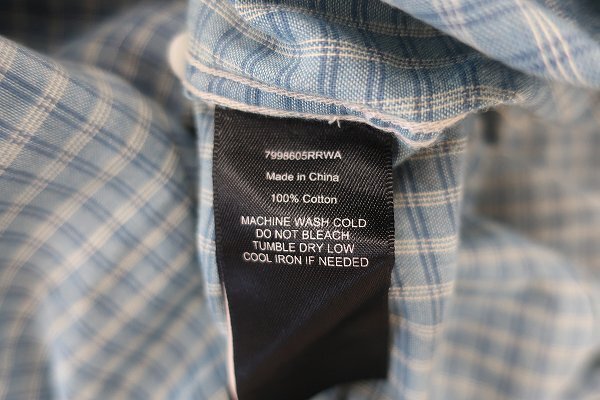 7998605RRWA
Made in China
100% Cotton
MACHINE WASH COLD
DO NOT BLEACH
TUMBLE DRY LOW
COOL IRON IF NEEDED